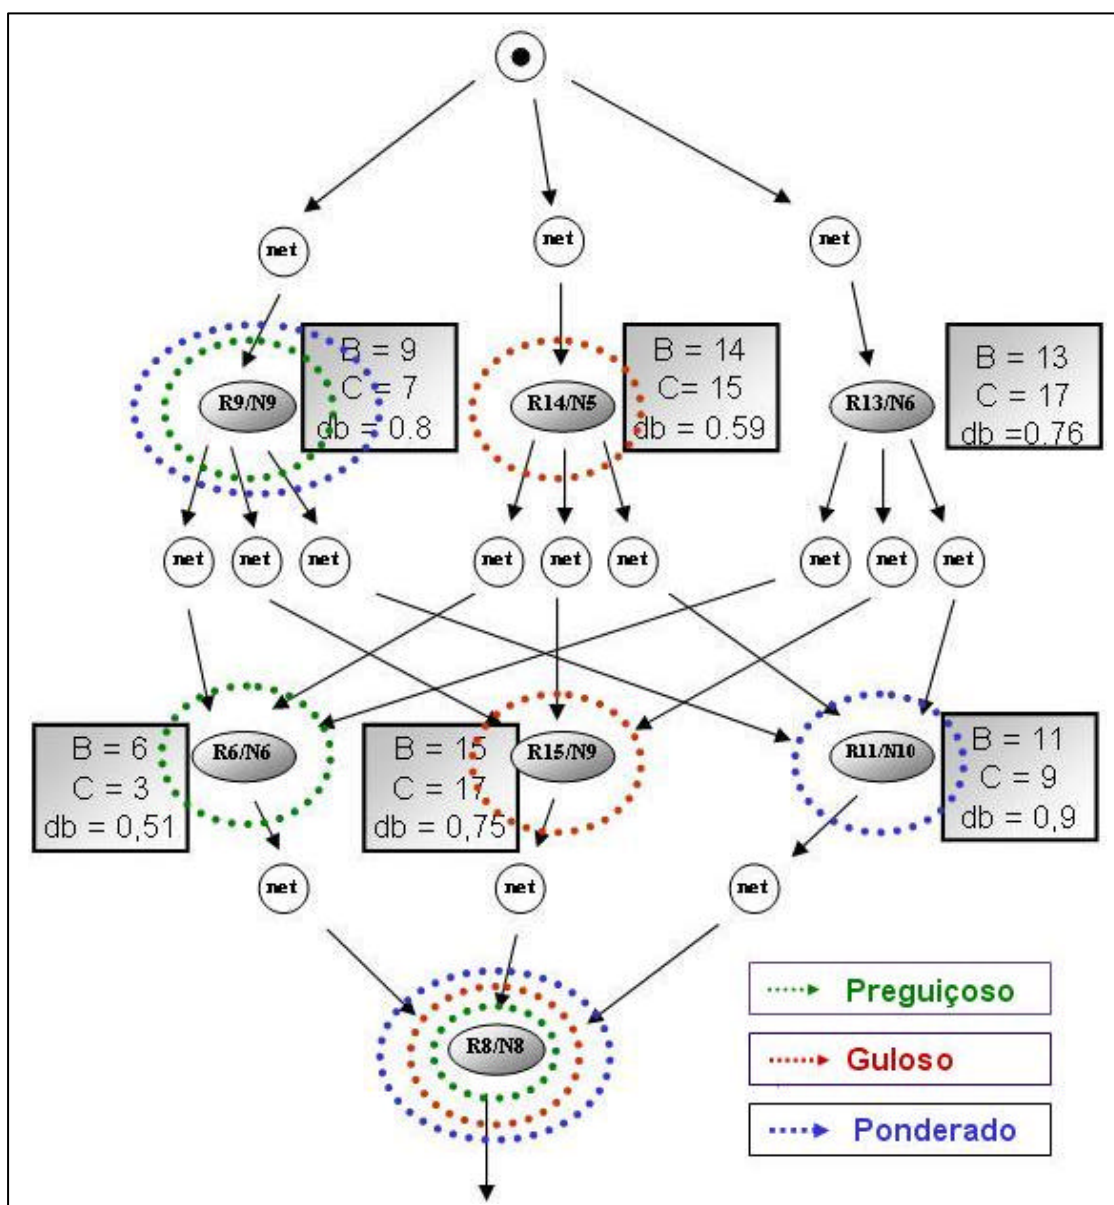 net
net
net
R9/N9
B = 9
C = 7
db = 0.8
R14/N5
B = 14
C= 15
db = 0.59
R13/N6
B = 13
C = 17
db =0.76
net
net
net
net
net
net
net
net
net
B = 6
C = 3
db = 0,51
R6/N6
B = 15
C = 17
db = 0,75
R15/N9
R11/N10
B = 11
C = 9
db = 0,9
net
net
net
R8/N8
Preguiçoso
Guloso
Ponderado